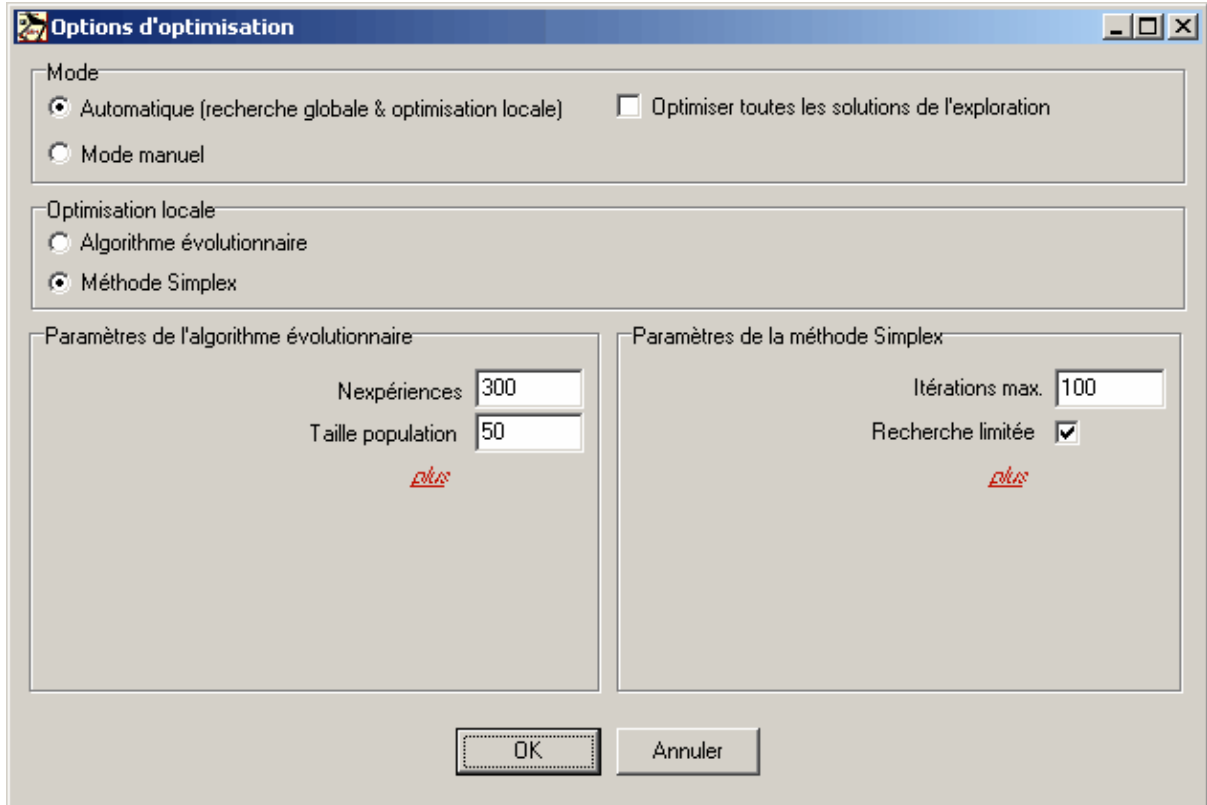 Options d'optimisation
Mode
Automatique (recherche globale & optimisation locale)
Optimiser toutes les solutions de l'exploration
Mode manuel
Optimisation locale
Algorithme évolutionnaire
Méthode Simplex
Paramètres de l'algorithme évolutionnaire
Nexpériences 300
Taille population 50
plus
Paramètres de la méthode Simplex
Itérations max. 100
Recherche limitée
plus
OK
Annuler